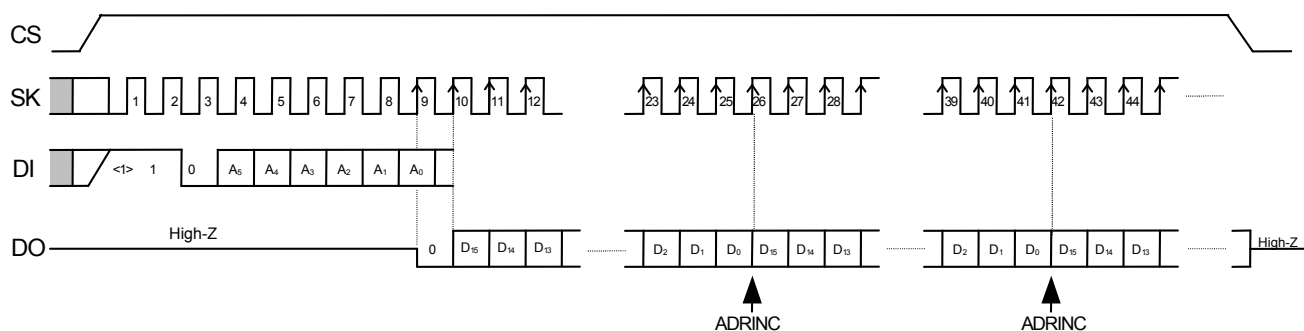 CS
SK 1 2 3 4 5 6 7 8 9 10 11 12 23 24 25 26 27 28 39 40 41 42 43 44
DI <1> 1 0 A5 A4 A3 A2 A1 A0
High-Z
DO 0 D15 D14 D13 D2 D1 D0 D15 D14 D13 D2 D1 D0 D15 D14 D13 High-Z
ADRINC ADRINC